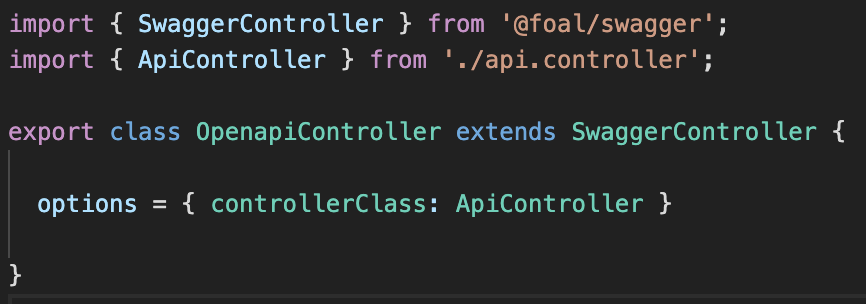 import { SwaggerController } from '@foal/swagger';
import { ApiController } from './api.controller';
export class OpenapiController extends SwaggerController {
options = { controllerClass: ApiController }
}